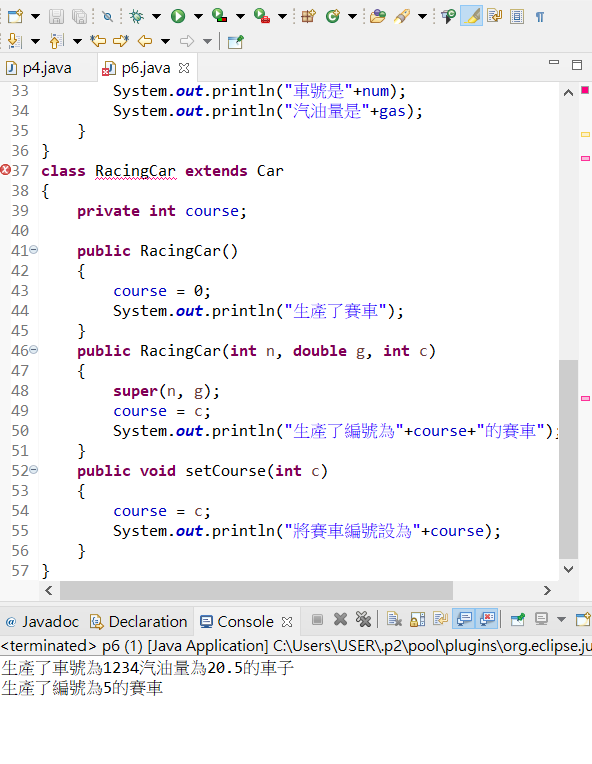 p4.java
p6.java
33 System.out.println("車號是"+num);
34 System.out.println("汽油量是"+gas);
35 }
36 }
37 class RacingCar extends Car
38 {
39 private int course;
40
41 public RacingCar()
42 {
43 course = 0;
44 System.out.println("生產了賽車");
45 }
46 public RacingCar(int n, double g, int c)
47 {
48 super(n, g);
49 course = c;
50 System.out.println("生產了編號為"+course+"的賽車");
51 }
52 public void setCourse(int c)
53 {
54 course = c;
55 System.out.println("將賽車編號設為"+course);
56 }
57 }
@ Javadoc Declaration Console
<terminated> p6 (1) [Java Application] C:\Users\USER\.p2\pool\plugins\org.eclipse.ju
生產了車號為1234汽油量為20.5的車子
生產了編號為5的賽車